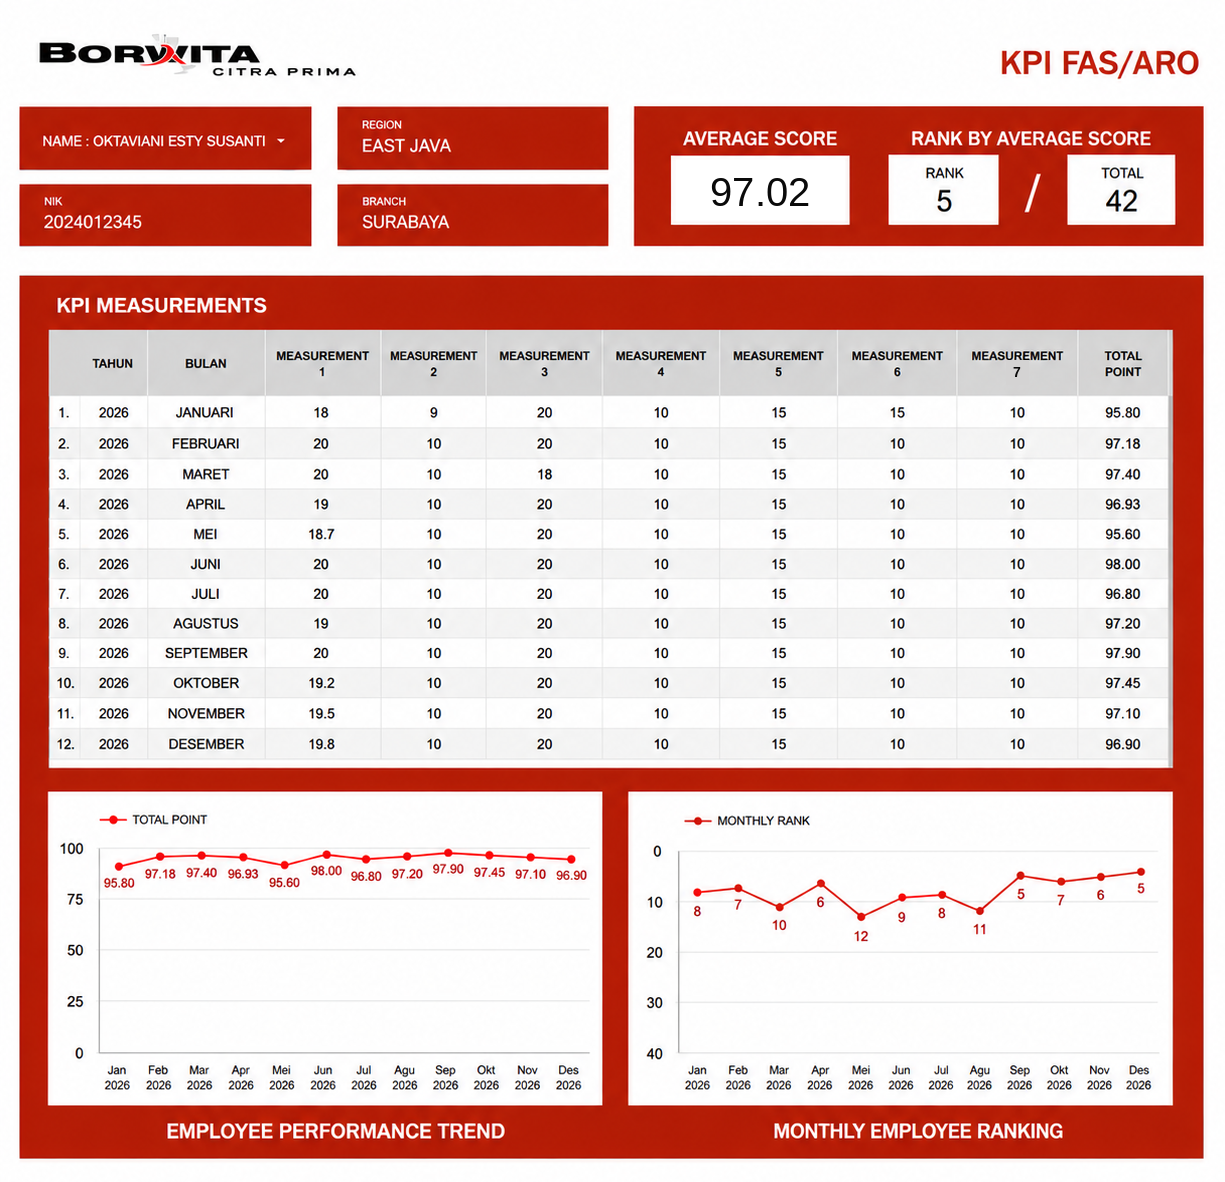 BORWITA
CITRA PRIMA
KPI FAS/ARO
NAME : OKTAVIANI ESTY SUSANTI
REGION
EAST JAVA
NIK
2024012345
BRANCH
SURABAYA
AVERAGE SCORE
97.02
RANK BY AVERAGE SCORE
RANK
5
/
TOTAL
42
KPI MEASUREMENTS
TAHUN BULAN MEASUREMENT 1 MEASUREMENT 2 MEASUREMENT 3 MEASUREMENT 4 MEASUREMENT 5 MEASUREMENT 6 MEASUREMENT 7 TOTAL POINT
1. 2026 JANUARI 18 9 20 10 15 15 10 95.80
2. 2026 FEBRUARI 20 10 20 10 15 10 10 97.18
3. 2026 MARET 20 10 18 10 15 10 10 97.40
4. 2026 APRIL 19 10 20 10 15 10 10 96.93
5. 2026 MEI 18.7 10 20 10 15 10 10 95.60
6. 2026 JUNI 20 10 20 10 15 10 10 98.00
7. 2026 JULI 20 10 20 10 15 10 10 96.80
8. 2026 AGUSTUS 19 10 20 10 15 10 10 97.20
9. 2026 SEPTEMBER 20 10 20 10 15 10 10 97.90
10. 2026 OKTOBER 19.2 10 20 10 15 10 10 97.45
11. 2026 NOVEMBER 19.5 10 20 10 15 10 10 97.10
12. 2026 DESEMBER 19.8 10 20 10 15 10 10 96.90
TOTAL POINT
100
75
50
25
0
95.80 97.18 97.40 96.93 95.60 98.00 96.80 97.20 97.90 97.45 97.10 96.90
Jan Feb Mar Apr Mei Jun Jul Agu Sep Okt Nov Des
2026 2026 2026 2026 2026 2026 2026 2026 2026 2026 2026 2026
EMPLOYEE PERFORMANCE TREND
MONTHLY RANK
0
10
20
30
40
8 7 10 6 12 9 8 11 5 7 6 5
Jan Feb Mar Apr Mei Jun Jul Agu Sep Okt Nov Des
2026 2026 2026 2026 2026 2026 2026 2026 2026 2026 2026 2026
MONTHLY EMPLOYEE RANKING